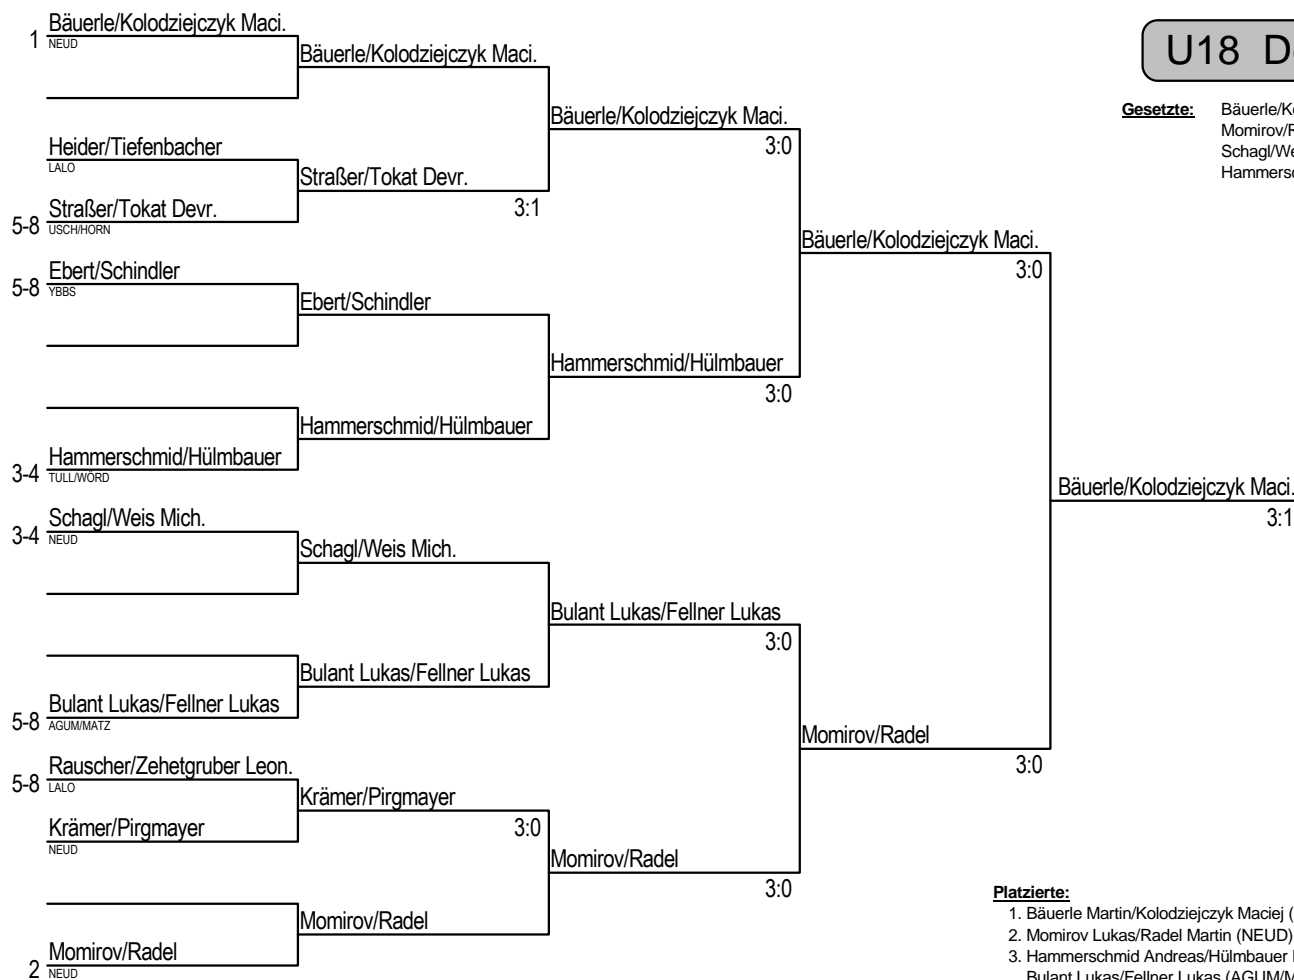 U18 D
Gesetzte: Bäuerle/K
Momirov/R
Schagl/We
Hammers
1 Bäuerle/Kolodziejczyk Maci.
NEUD
Bäuerle/Kolodziejczyk Maci.
Bäuerle/Kolodziejczyk Maci.
3:0
Heider/Tiefenbacher
LALO
Straßer/Tokat Devr.
3:1
5-8 Straßer/Tokat Devr.
USCH/HORN
Bäuerle/Kolodziejczyk Maci.
3:0
5-8 Ebert/Schindler
YBBS
Ebert/Schindler
Hammerschmid/Hülmbauer
3:0
Hammerschmid/Hülmbauer
3-4 Hammerschmid/Hülmbauer
TULL/WÖRD
Bäuerle/Kolodziejczyk Maci.
3:1
3-4 Schagl/Weis Mich.
NEUD
Schagl/Weis Mich.
Bulant Lukas/Fellner Lukas
3:0
Bulant Lukas/Fellner Lukas
5-8 Bulant Lukas/Fellner Lukas
AGUM/MATZ
Momirov/Radel
3:0
5-8 Rauscher/Zehetgruber Leon.
LALO
Krämer/Pirgmayer
3:0
Krämer/Pirgmayer
NEUD
Momirov/Radel
3:0
Momirov/Radel
2 Momirov/Radel
NEUD
Platzierte:
1. Bäuerle Martin/Kolodziejczyk Maciej (
2. Momirov Lukas/Radel Martin (NEUD)
3. Hammerschmid Andreas/Hülmbauer
Bulant Lukas/Fellner Lukas (AGUM/M